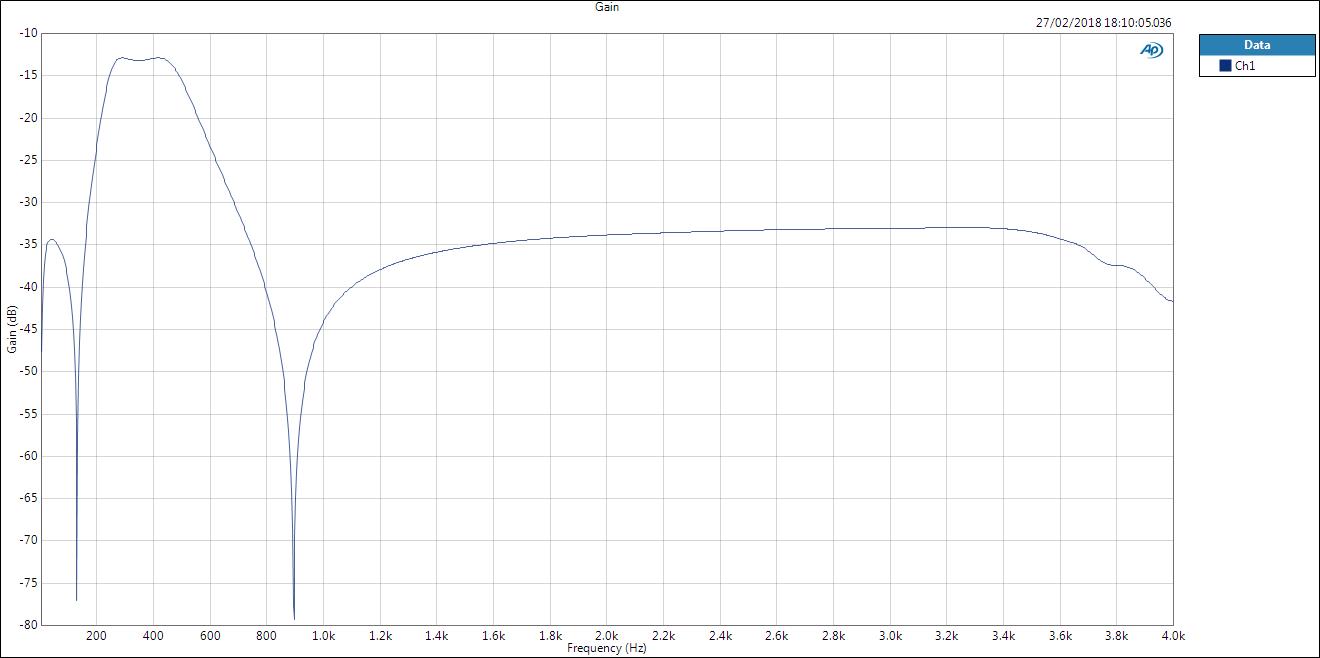 Gain
27/02/2018 18:10:05.036
Data
Ch1
AP
Gain (dB)
-10
-15
-20
-25
-30
-35
-40
-45
-50
-55
-60
-65
-70
-75
-80
200 400 600 800 1.0k 1.2k 1.4k 1.6k 1.8k 2.0k 2.2k 2.4k 2.6k 2.8k 3.0k 3.2k 3.4k 3.6k 3.8k 4.0k
Frequency (Hz)